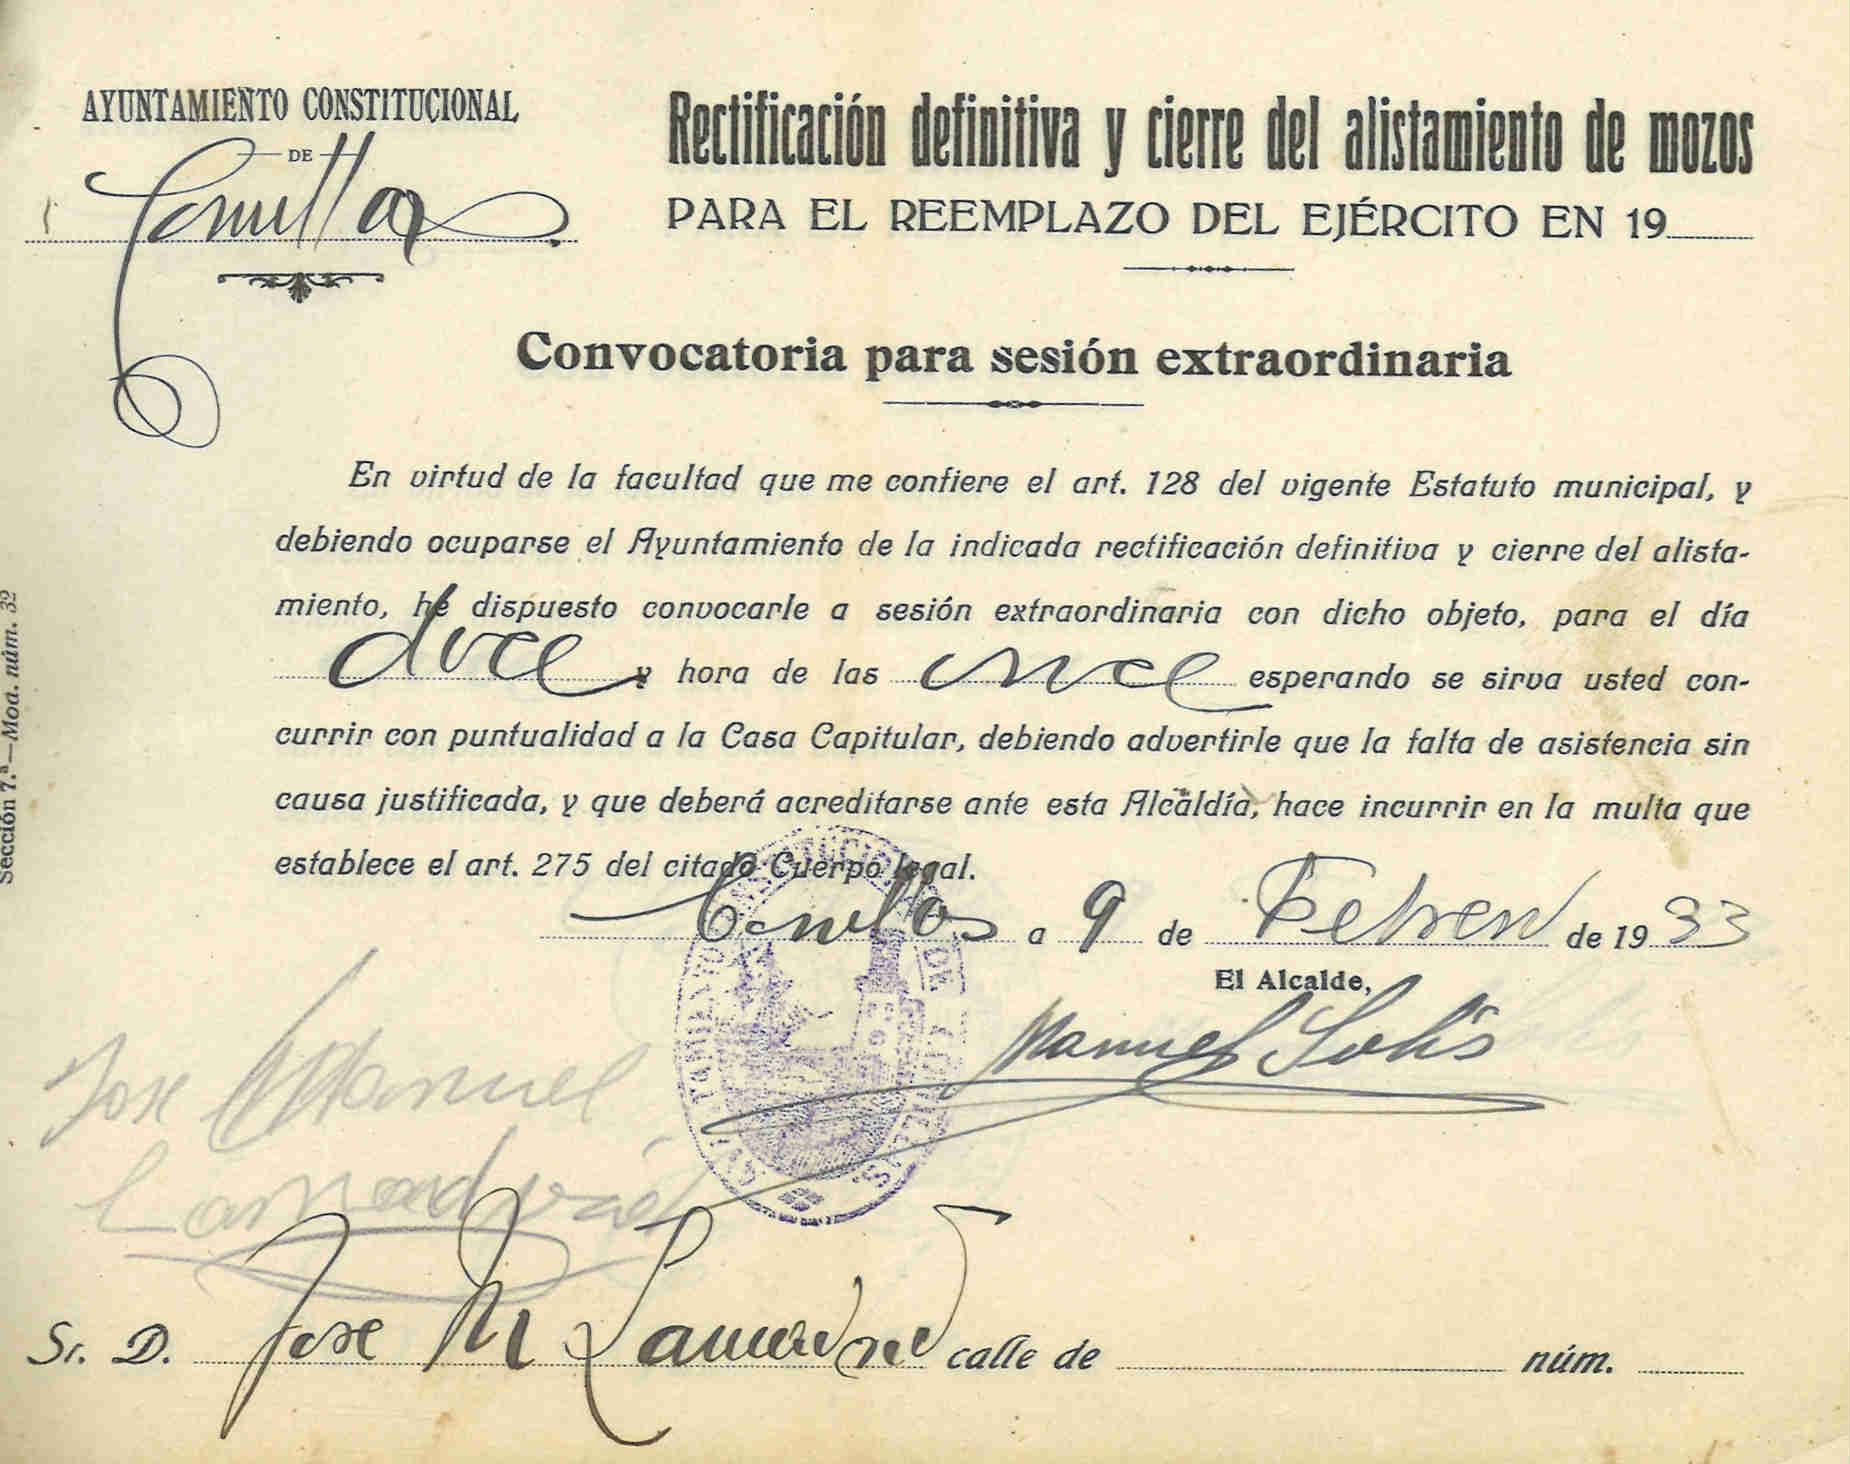 AYUNTAMIENTO CONSTITUCIONAL
DE
Comillas
Rectificación definitiva y cierre del alistamiento de mozos
PARA EL REEMPLAZO DEL EJÉRCITO EN 19
Convocatoria para sesión extraordinaria
En virtud de la facultad que me confiere el art. 128 del vigente Estatuto municipal, y
debiendo ocuparse el Ayuntamiento de la indicada rectificación definitiva y cierre del alista-
miento, he dispuesto convocarle a sesión extraordinaria con dicho objeto, para el día
doce y hora de las once esperando se sirva usted con-
currir con puntualidad a la Casa Capitular, debiendo advertirle que la falta de asistencia sin
causa justificada, y que deberá acreditarse ante esta Alcaldía, hace incurrir en la multa que
establece el art. 275 del citado Cuerpo legal.
Comillas a 9 de Febrero de 1933
El Alcalde,
Manuel Solís
Jose Manuel
Lamadrid
Sr. D. Jose M Lamadrid calle de núm.
Sección 7.ª—Mod. núm. 32